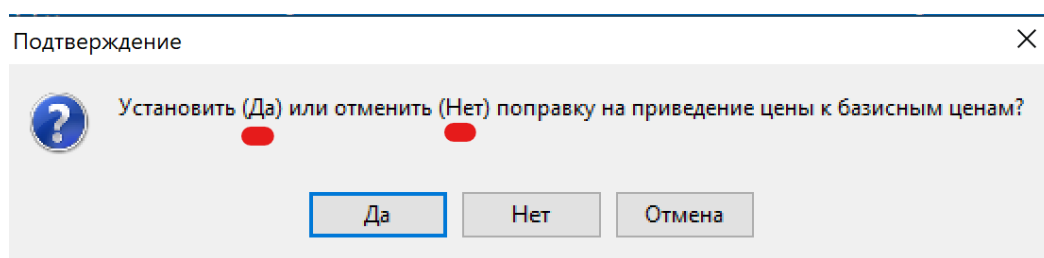 Подтверждение
Установить (Да) или отменить (Нет) поправку на приведение цены к базисным ценам?
Да
Нет
Отмена